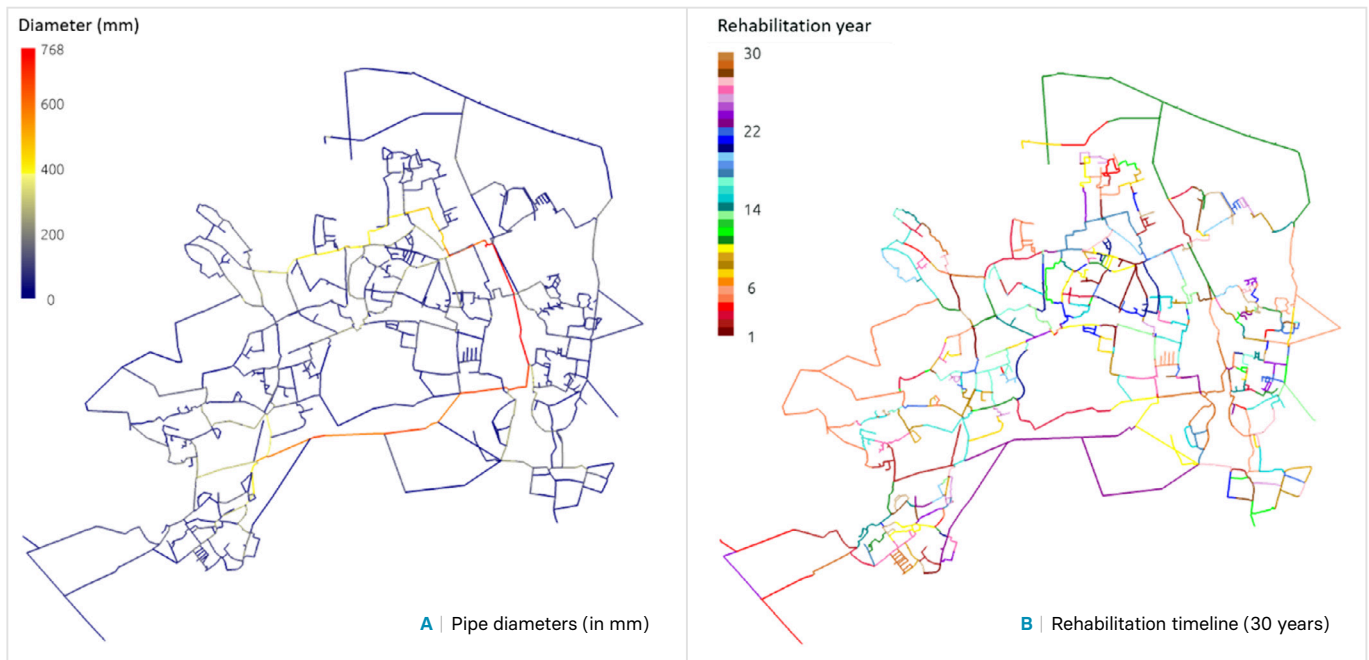 Diameter (mm)
768
600
400
200
0
A | Pipe diameters (in mm)
Rehabilitation year
30
22
14
6
1
B | Rehabilitation timeline (30 years)